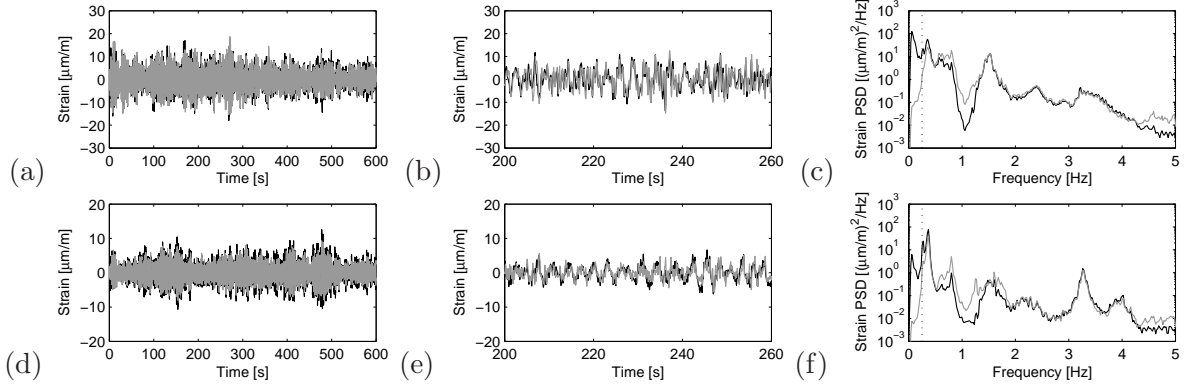 30
20
10
0
−10
−20
−30
0 100 200 300 400 500 600
Strain [μm/m]
Time [s]
(a)
30
20
10
0
−10
−20
−30
200 220 240 260
Strain [μm/m]
Time [s]
(b)
10³
10²
10¹
10⁰
10⁻¹
10⁻²
10⁻³
0 1 2 3 4 5
Strain PSD [(μm/m)²/Hz]
Frequency [Hz]
(c)
20
10
0
−10
−20
0 100 200 300 400 500 600
Strain [μm/m]
Time [s]
(d)
20
10
0
−10
−20
200 220 240 260
Strain [μm/m]
Time [s]
(e)
10³
10²
10¹
10⁰
10⁻¹
10⁻²
10⁻³
0 1 2 3 4 5
Strain PSD [(μm/m)²/Hz]
Frequency [Hz]
(f)